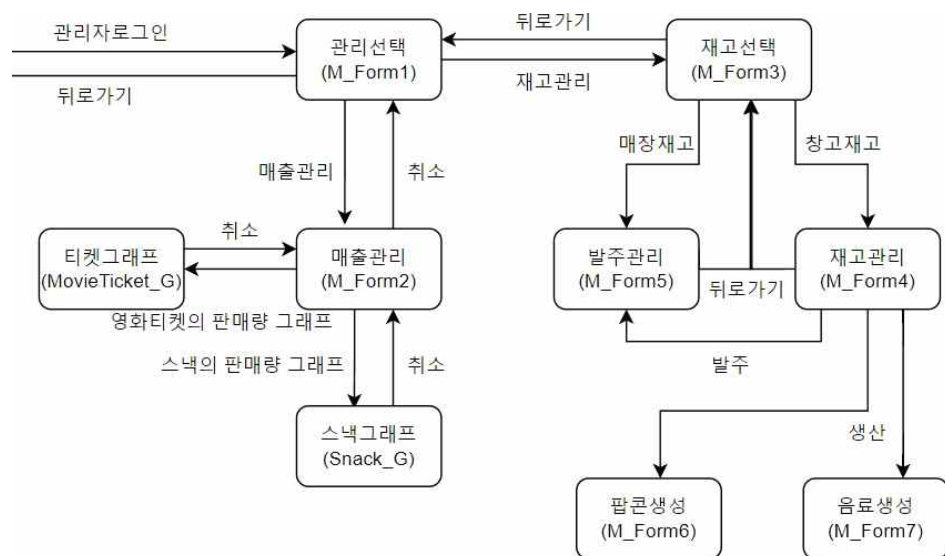 관리자로그인
뒤로가기
관리선택
(M_Form1)
뒤로가기
재고관리
재고선택
(M_Form3)
매출관리
취소
매장재고
창고재고
티켓그래프
(MovieTicket_G)
취소
매출관리
(M_Form2)
발주관리
(M_Form5)
뒤로가기
재고관리
(M_Form4)
영화티켓의 판매량 그래프
스낵의 판매량 그래프
취소
발주
스낵그래프
(Snack_G)
생산
팝콘생성
(M_Form6)
음료생성
(M_Form7)